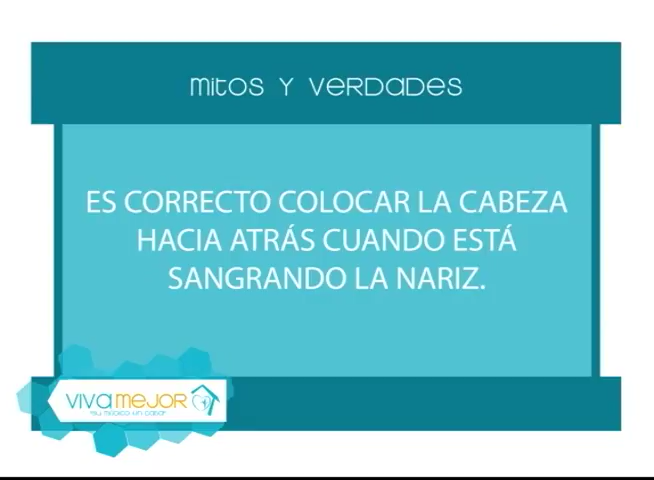 mitos y verdades
ES CORRECTO COLOCAR LA CABEZA
HACIA ATRÁS CUANDO ESTÁ
SANGRANDO LA NARIZ.
VIVA MEJOR